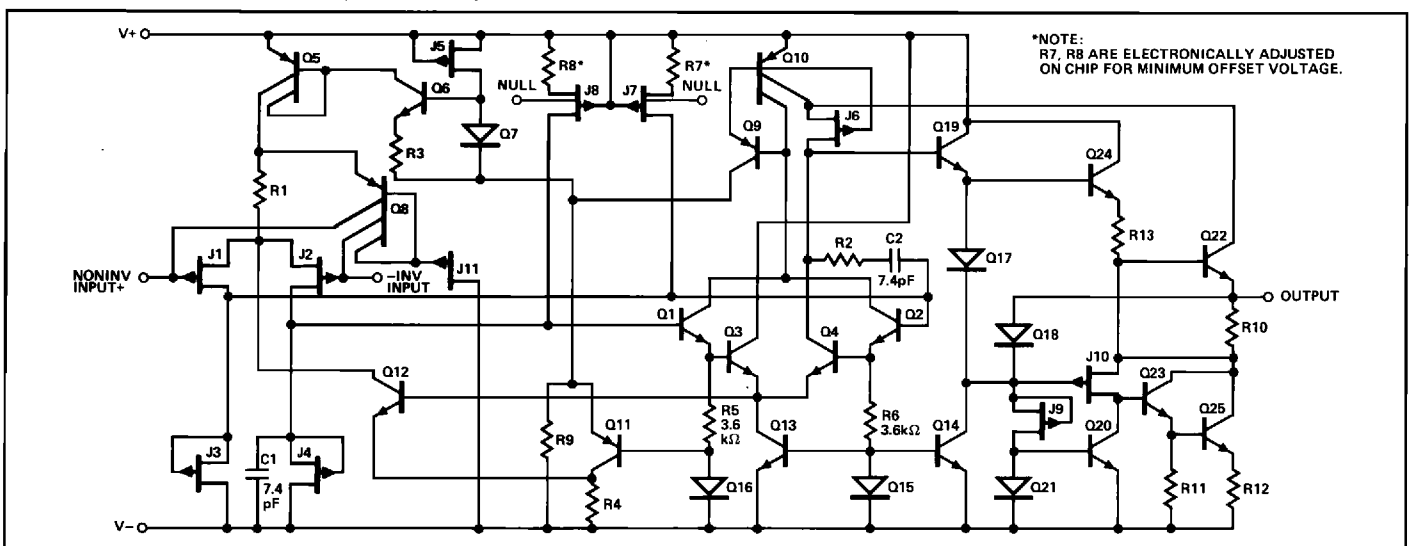 V+
*NOTE:
R7, R8 ARE ELECTRONICALLY ADJUSTED
ON CHIP FOR MINIMUM OFFSET VOLTAGE.
Q5
J5
R8*
R7*
Q10
NULL
J8
J7
NULL
Q6
Q7
J6
Q9
Q19
Q24
R3
R1
Q8
R13
Q22
J1
J2
R2
C2
7.4pF
Q17
NONINV
INPUT+
-INV
INPUT
J11
OUTPUT
Q1
Q3
Q4
Q2
Q18
R10
J10
Q12
Q23
R5
3.6
kΩ
R6
3.6kΩ
J9
Q25
R9
Q11
Q13
Q14
Q20
J3
C1
7.4
pF
J4
Q16
Q15
Q21
R11
R12
R4
V-